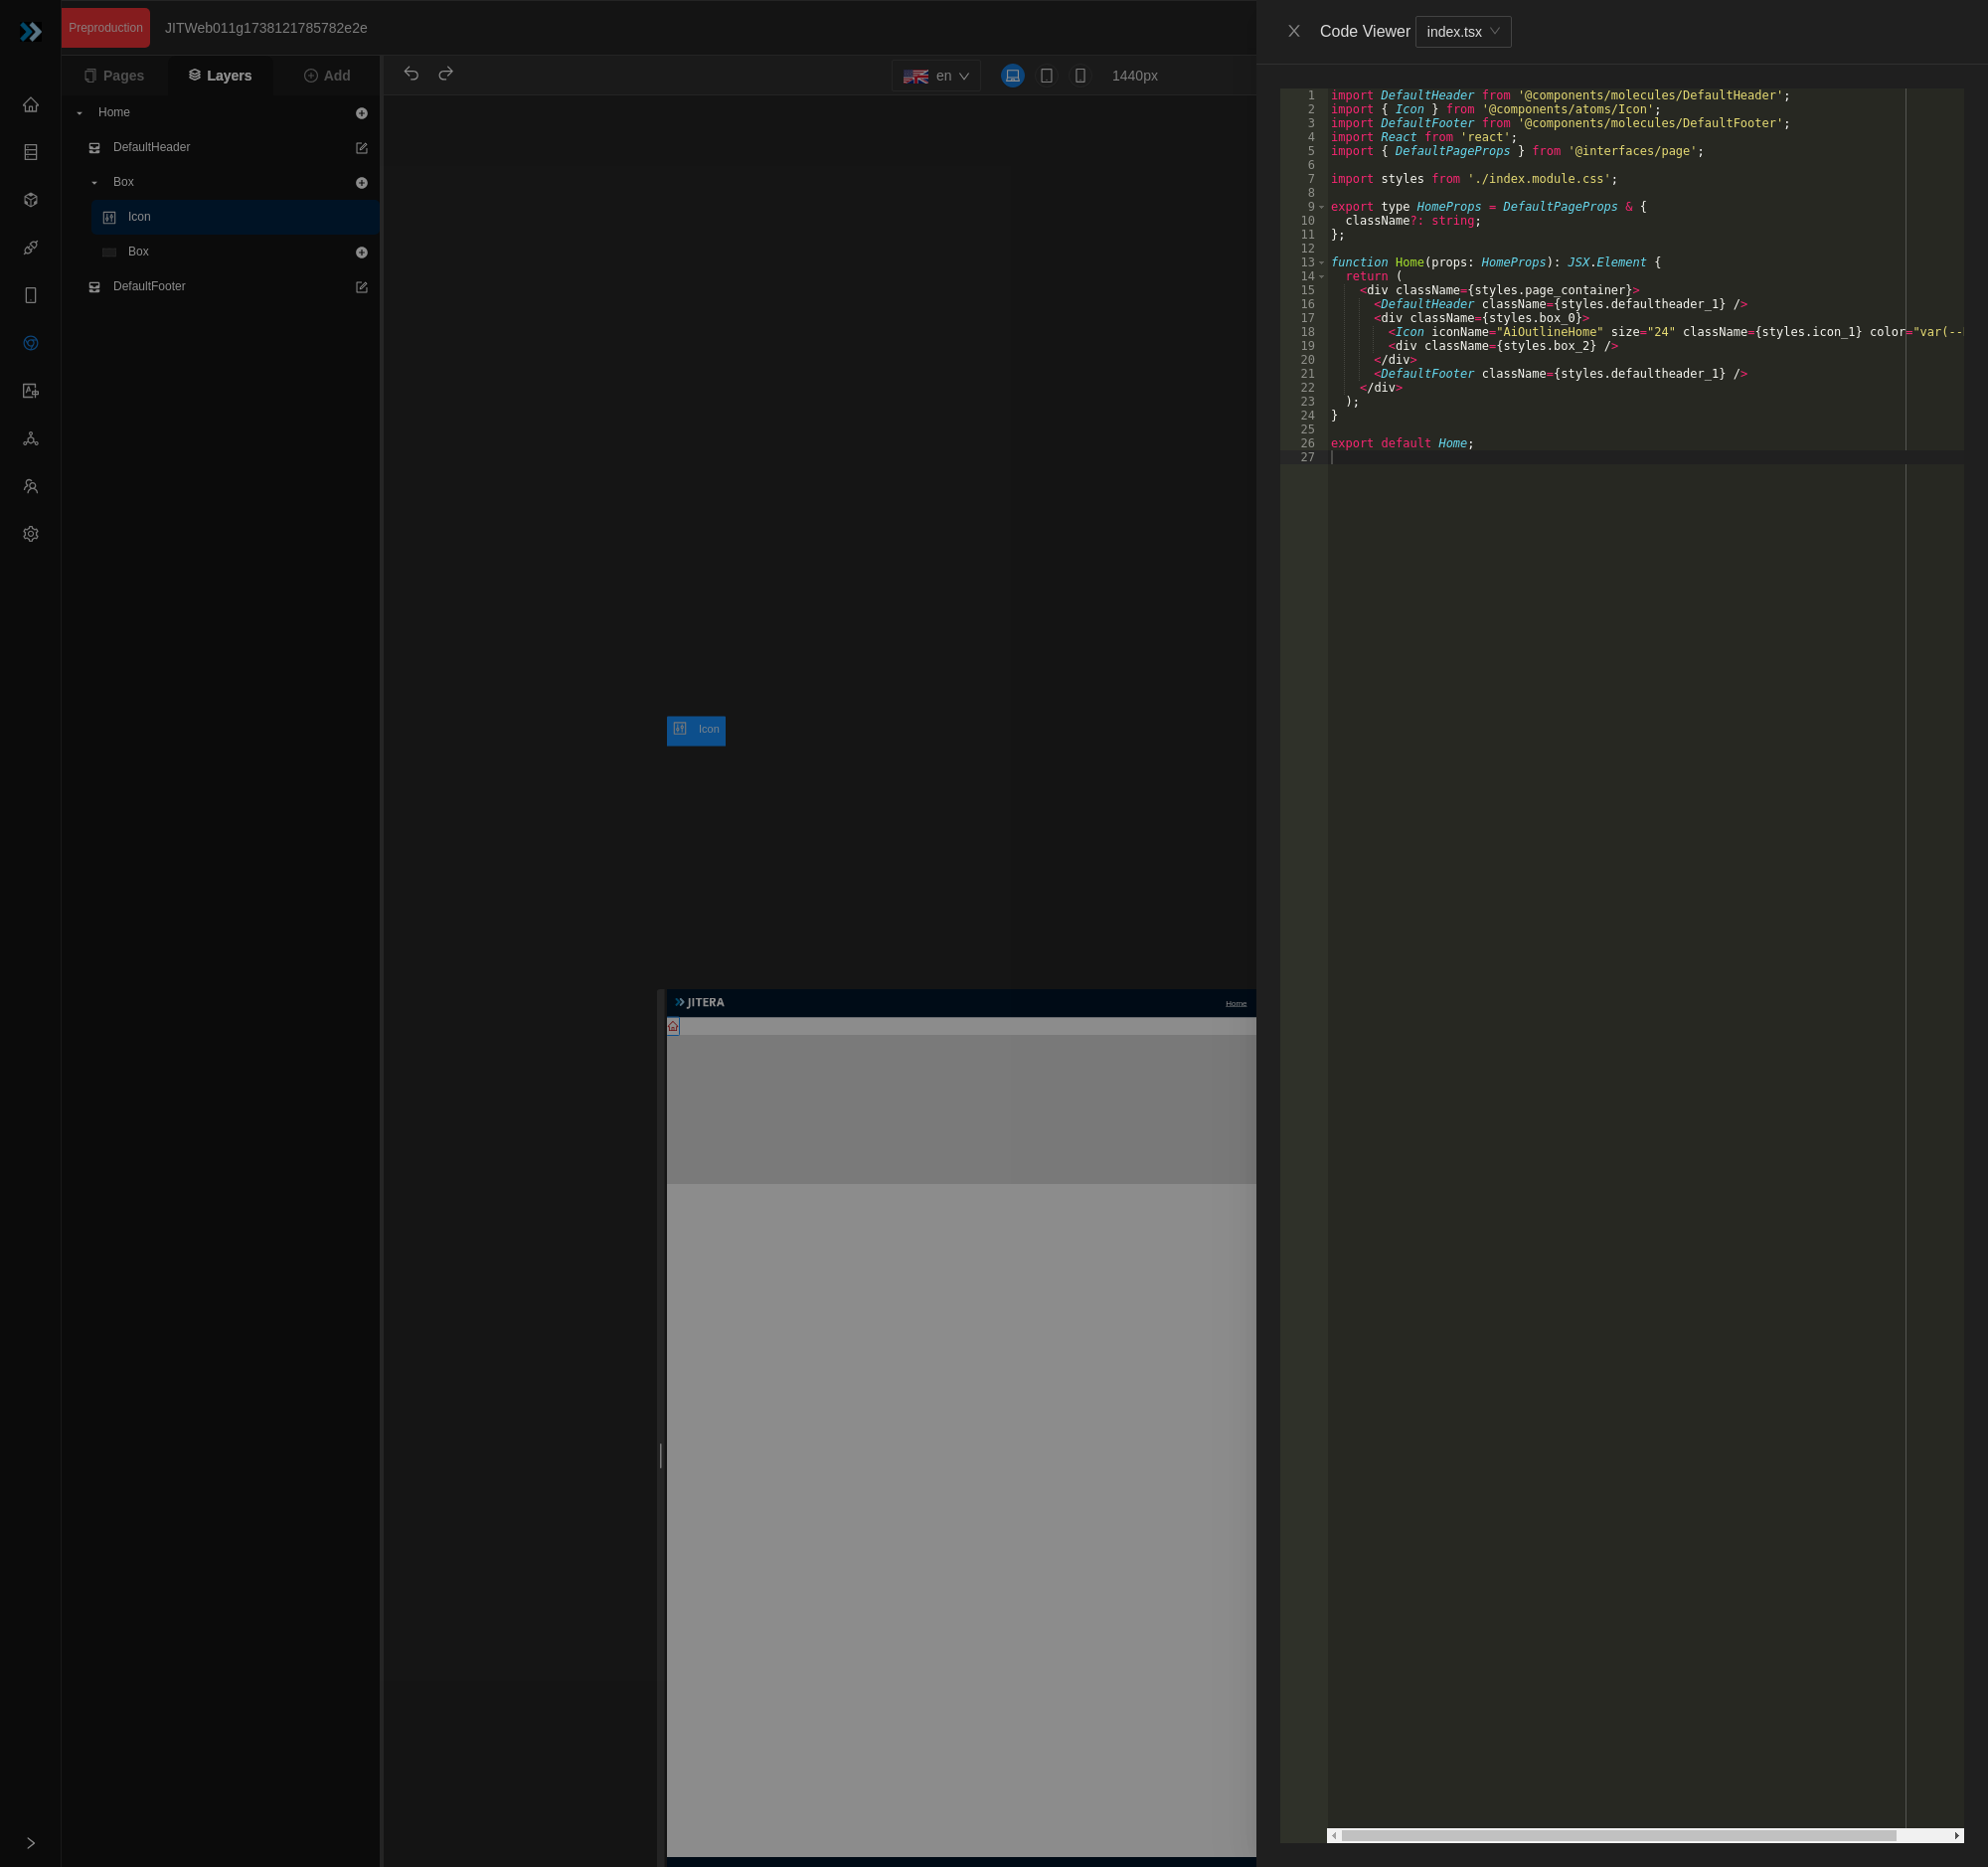 Preproduction JITWeb011g1738121785782e2e
Pages Layers Add
en 1440px
Home
DefaultHeader
Box
Icon
Box
DefaultFooter
Icon
JITERA Home
Code Viewer index.tsx
1 import DefaultHeader from '@components/molecules/DefaultHeader';
2 import { Icon } from '@components/atoms/Icon';
3 import DefaultFooter from '@components/molecules/DefaultFooter';
4 import React from 'react';
5 import { DefaultPageProps } from '@interfaces/page';
6
7 import styles from './index.module.css';
8
9 export type HomeProps = DefaultPageProps & {
10 className?: string;
11 };
12
13 function Home(props: HomeProps): JSX.Element {
14 return (
15 <div className={styles.page_container}>
16 <DefaultHeader className={styles.defaultheader_1} />
17 <div className={styles.box_0}>
18 <Icon iconName="AiOutlineHome" size="24" className={styles.icon_1} color="var(--
19 <div className={styles.box_2} />
20 </div>
21 <DefaultFooter className={styles.defaultheader_1} />
22 </div>
23 );
24 }
25
26 export default Home;
27